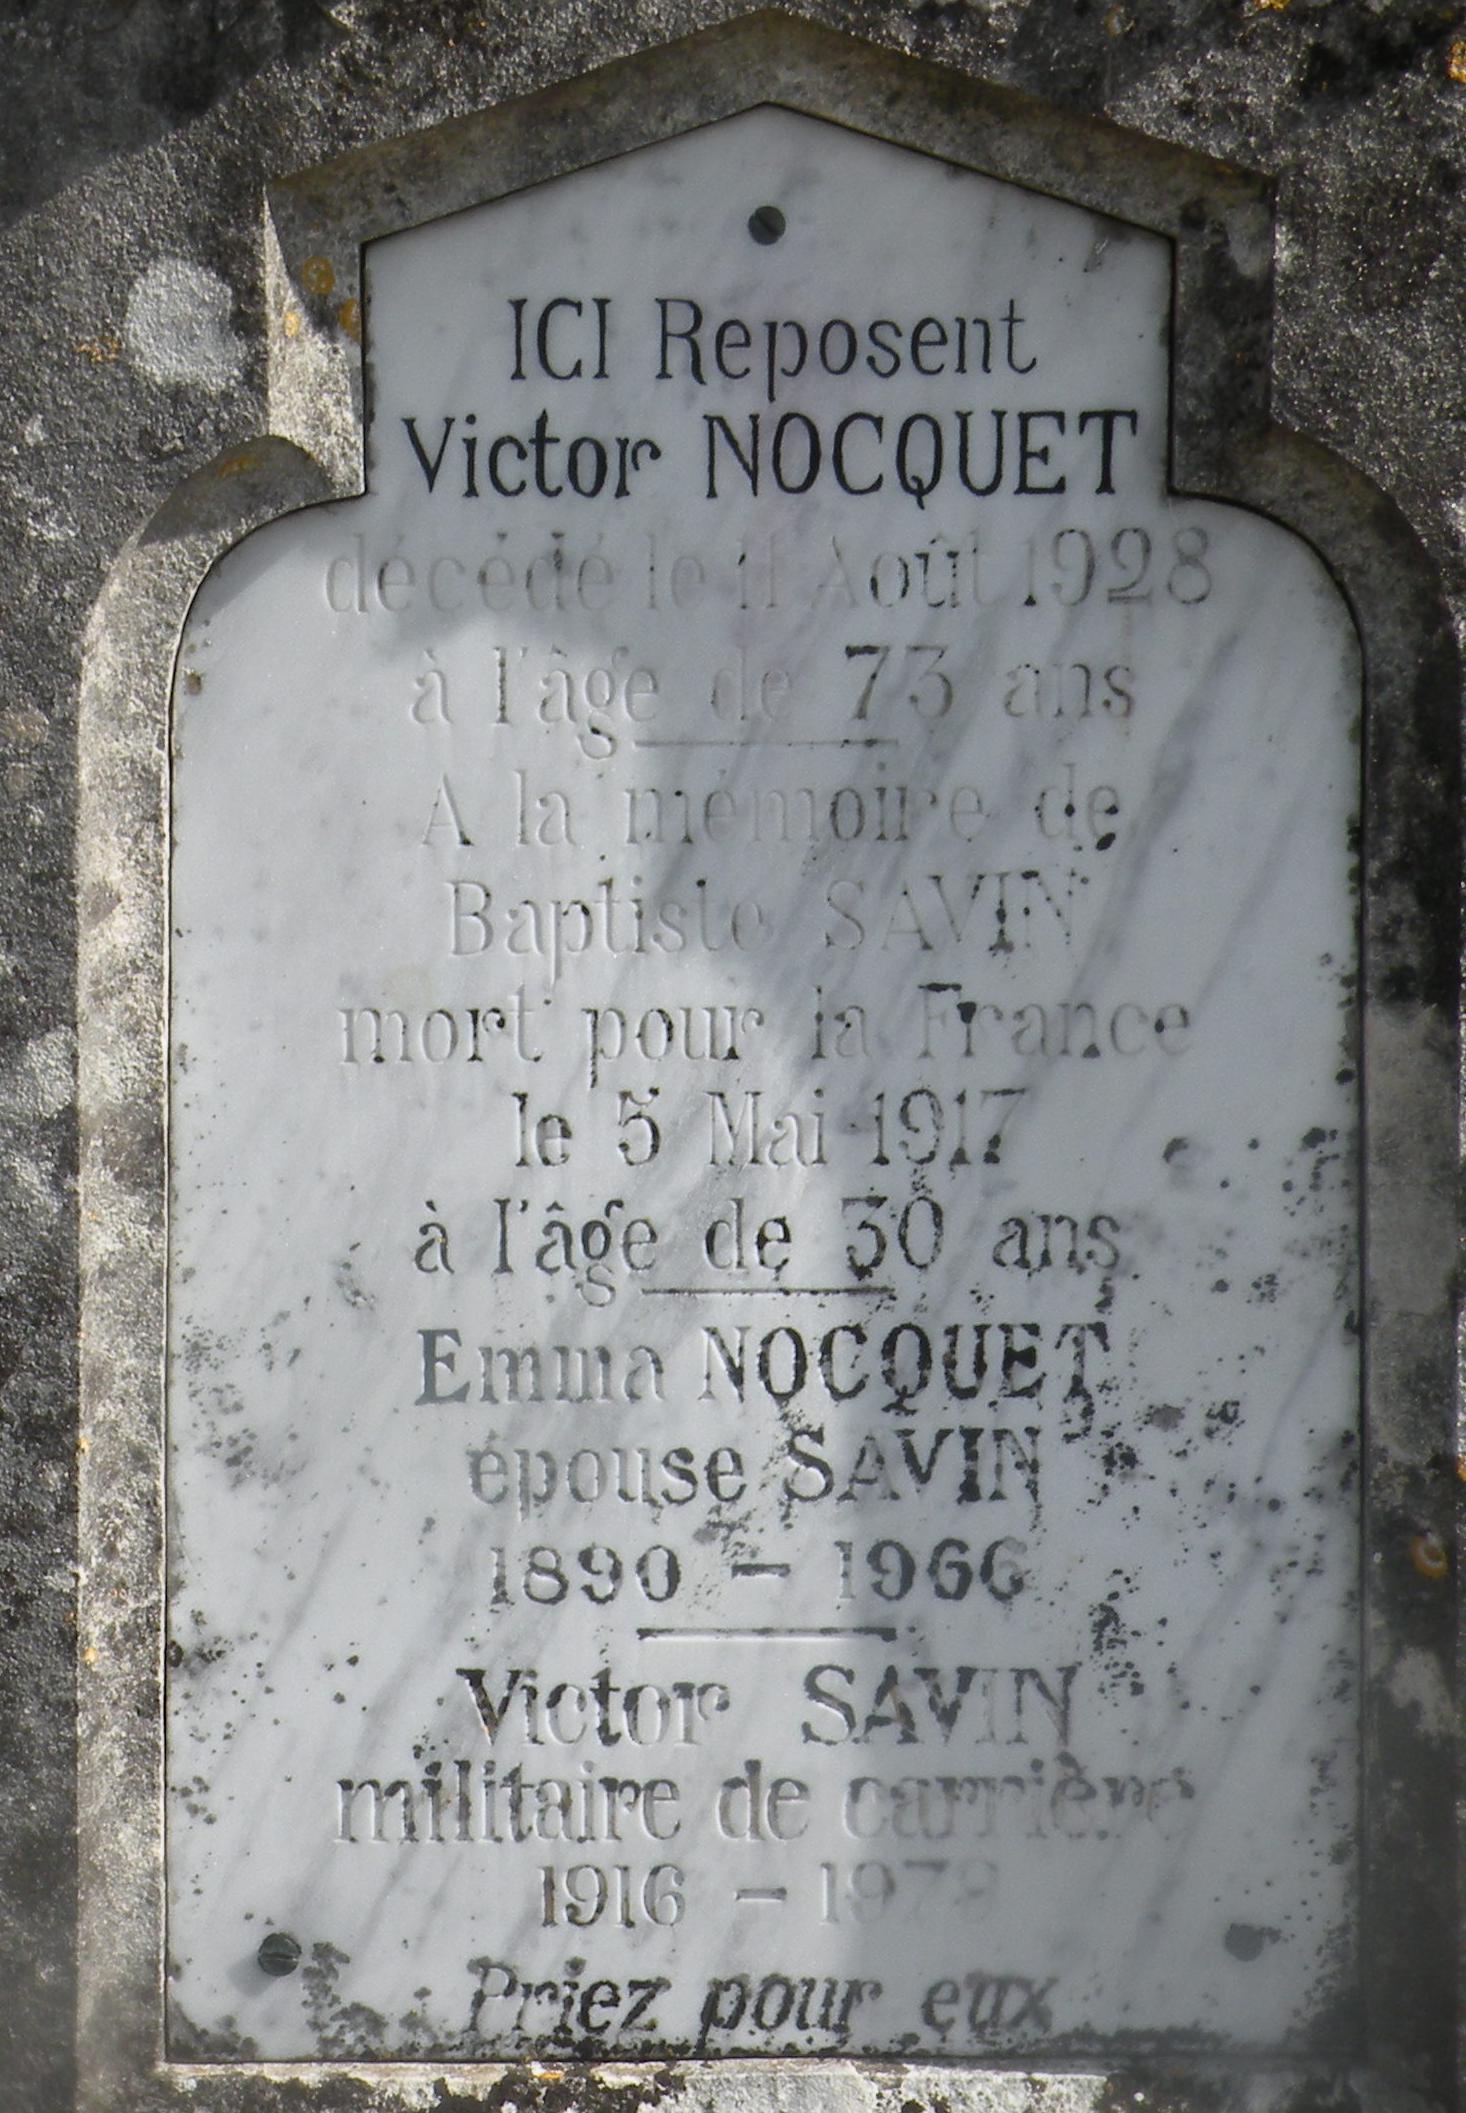 ICI Reposent
Victor NOCQUET
décédé le 11 Août 1928
à l'âge de 73 ans
A la mémoire de
Baptiste SAVIN
mort pour la France
le 5 Mai 1917
à l'âge de 30 ans
Emma NOCQUET
épouse SAVIN
1890 - 1966
Victor SAVIN
militaire de carrière
1916 -
Priez pour eux